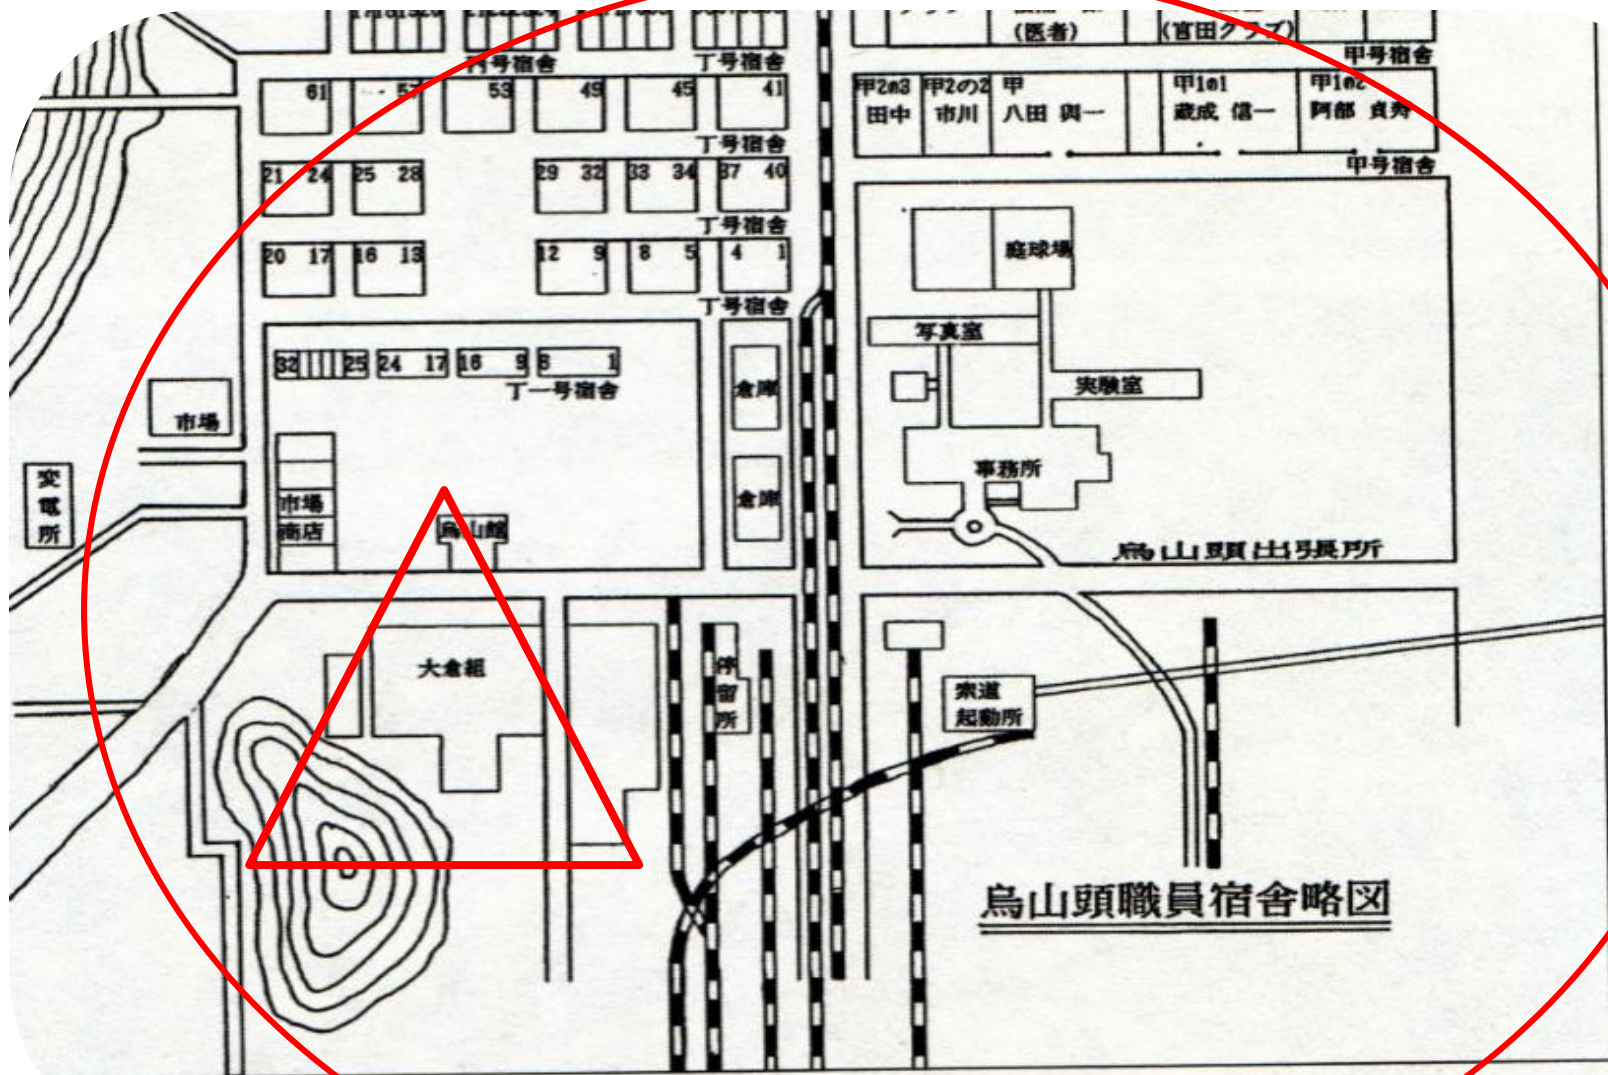 (医者)
(官田クラブ)
丁号宿舎
甲号宿舎
61 57 53 49 45 41
甲2の3 甲2の2 甲 甲1の1 甲1の2
田中 市川 八田 與一 蔵成 信一 阿部 貞寿
丁号宿舎
甲号宿舎
21 24 25 28 29 32 33 34 37 40
丁号宿舎
庭球場
20 17 16 13 12 9 8 5 4 1
丁号宿舎
写真室
32 25 24 17 16 9 8 1
丁一号宿舎
倉庫
実験室
市場
変電所
事務所
市場
商店
烏山館
倉庫
烏山頭出張所
大倉組
停留所
索道
起動所
烏山頭職員宿舎略図